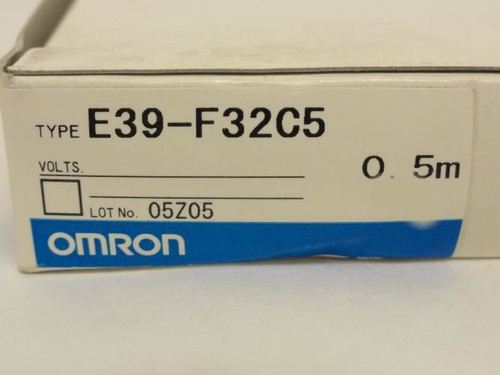 TYPE E39-F32C5
VOLTS. 0.5m
LOT No. 05Z05
OMRON